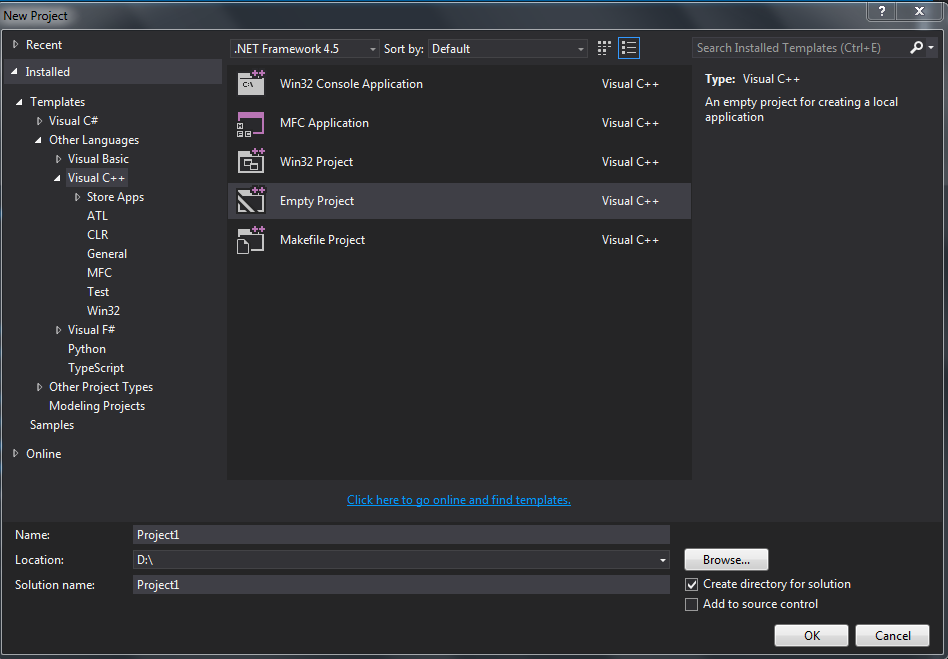 New Project
? x
Recent
.NET Framework 4.5 Sort by: Default
Search Installed Templates (Ctrl+E)
Installed
Templates
Visual C#
Other Languages
Visual Basic
Visual C++
Store Apps
ATL
CLR
General
MFC
Test
Win32
Visual F#
Python
TypeScript
Other Project Types
Modeling Projects
Samples
Online
C:\ ++ Win32 Console Application Visual C++
++ MFC Application Visual C++
++ Win32 Project Visual C++
++ Empty Project Visual C++
++ Makefile Project Visual C++
Type: Visual C++
An empty project for creating a local
application
Click here to go online and find templates.
Name: Project1
Location: D:\ Browse...
Solution name: Project1
Create directory for solution
Add to source control
OK Cancel